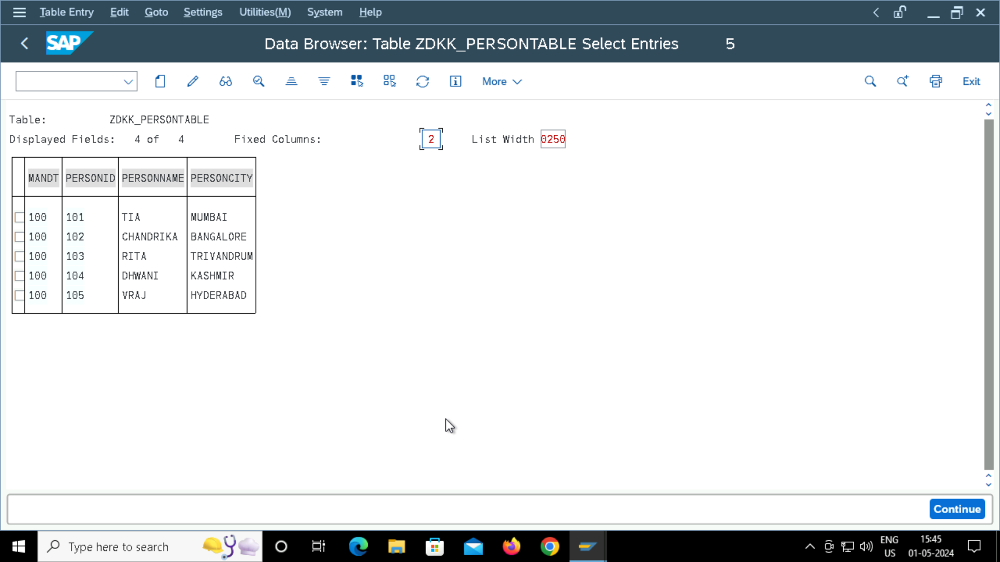 Table Entry Edit Goto Settings Utilities(M) System Help
SAP Data Browser: Table ZDKK_PERSONTABLE Select Entries 5
More Exit
Table: ZDKK_PERSONTABLE
Displayed Fields: 4 of 4 Fixed Columns: 2 List Width 0250
MANDT PERSONID PERSONNAME PERSONCITY
100 101 TIA MUMBAI
100 102 CHANDRIKA BANGALORE
100 103 RITA TRIVANDRUM
100 104 DHWANI KASHMIR
100 105 VRAJ HYDERABAD
Continue
Type here to search
ENG 15:45
US 01-05-2024